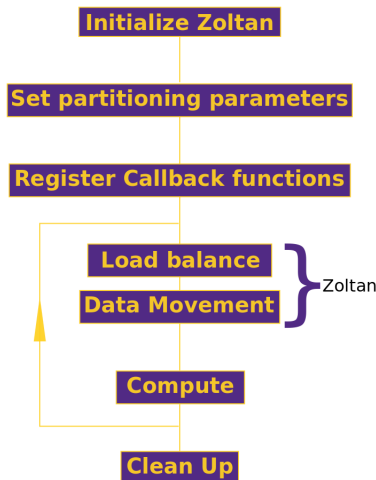 Initialize Zoltan
Set partitioning parameters
Register Callback functions
Load balance
Data Movement
Zoltan
Compute
Clean Up